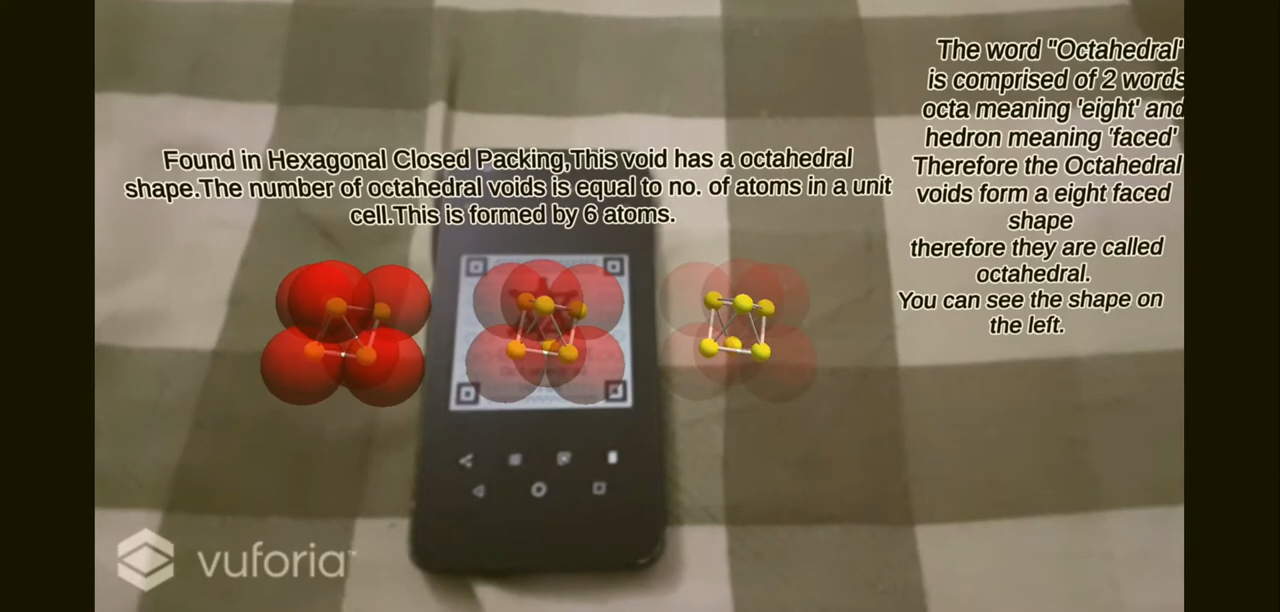 Found in Hexagonal Closed Packing,This void has a octahedral
shape.The number of octahedral voids is equal to no. of atoms in a unit
cell.This is formed by 6 atoms.
The word "Octahedral"
is comprised of 2 words
octa meaning 'eight' and
hedron meaning 'faced'
Therefore the Octahedral
voids form a eight faced
shape
therefore they are called
octahedral.
You can see the shape on
the left.
vuforia™